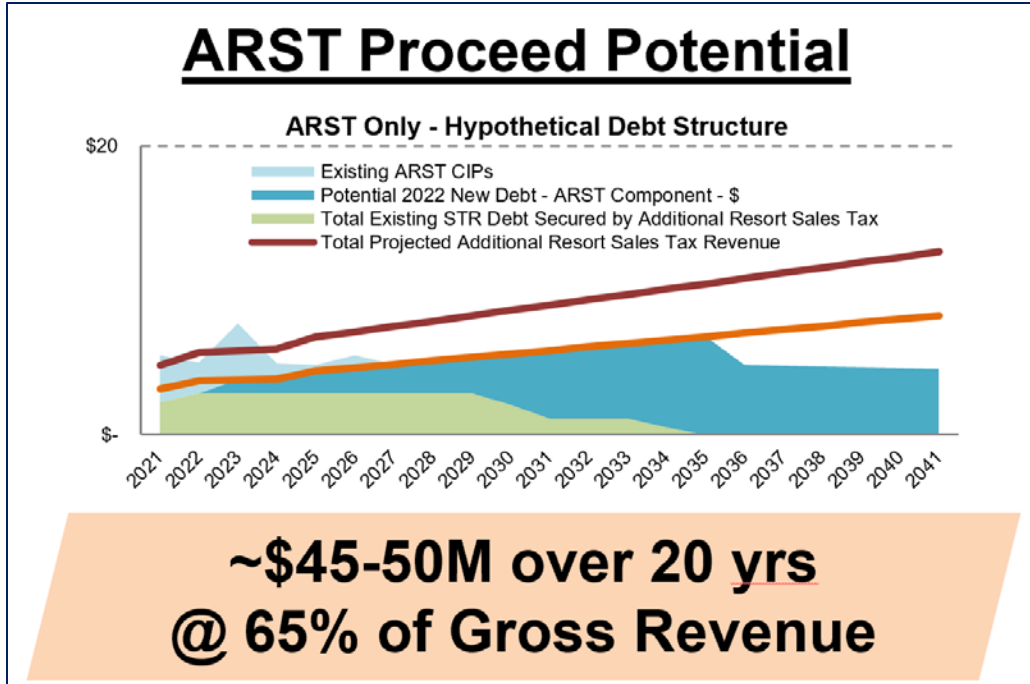 ARST Proceed Potential
ARST Only - Hypothetical Debt Structure
$20
Existing ARST CIPs
Potential 2022 New Debt - ARST Component - $
Total Existing STR Debt Secured by Additional Resort Sales Tax
Total Projected Additional Resort Sales Tax Revenue
$-
2021 2022 2023 2024 2025 2026 2027 2028 2029 2030 2031 2032 2033 2034 2035 2036 2037 2038 2039 2040 2041
~$45-50M over 20 yrs
@ 65% of Gross Revenue